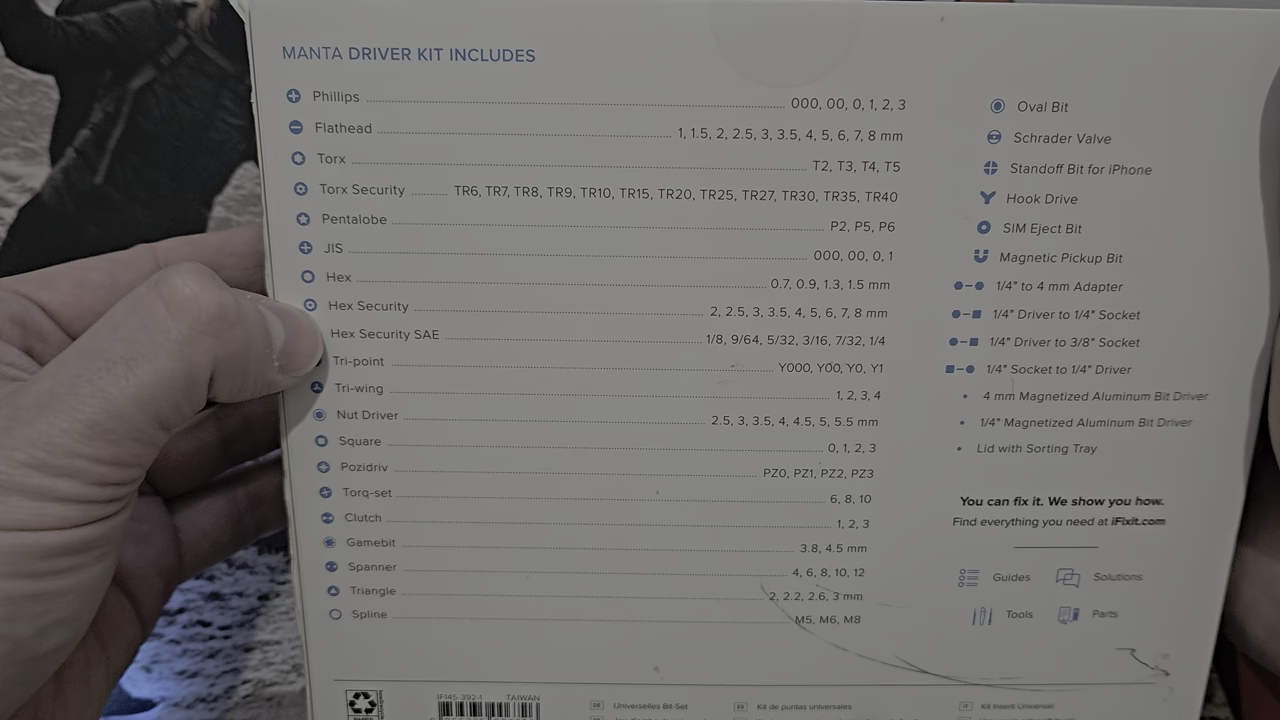 MANTA DRIVER KIT INCLUDES
Phillips 000, 00, 0, 1, 2, 3
Flathead 1, 1.5, 2, 2.5, 3, 3.5, 4, 5, 6, 7, 8 mm
Torx T2, T3, T4, T5
Torx Security TR6, TR7, TR8, TR9, TR10, TR15, TR20, TR25, TR27, TR30, TR35, TR40
Pentalobe P2, P5, P6
JIS 000, 00, 0, 1
Hex 0.7, 0.9, 1.3, 1.5 mm
Hex Security 2, 2.5, 3, 3.5, 4, 5, 6, 7, 8 mm
Hex Security SAE 1/8, 9/64, 5/32, 3/16, 7/32, 1/4
Tri-point Y000, Y00, Y0, Y1
Tri-wing 1, 2, 3, 4
Nut Driver 2.5, 3, 3.5, 4, 4.5, 5, 5.5 mm
Square 0, 1, 2, 3
Pozidriv PZ0, PZ1, PZ2, PZ3
Torq-set 6, 8, 10
Clutch 1, 2, 3
Gamebit 3.8, 4.5 mm
Spanner 4, 6, 8, 10, 12
Triangle 2, 2.2, 2.6, 3 mm
Spline M5, M6, M8
Oval Bit
Schrader Valve
Standoff Bit for iPhone
Hook Drive
SIM Eject Bit
Magnetic Pickup Bit
1/4" to 4 mm Adapter
1/4" Driver to 1/4" Socket
1/4" Driver to 3/8" Socket
1/4" Socket to 1/4" Driver
• 4 mm Magnetized Aluminum Bit Driver
• 1/4" Magnetized Aluminum Bit Driver
• Lid with Sorting Tray
You can fix it. We show you how.
Find everything you need at iFixit.com
Guides Solutions
Tools Parts
IF145-392-1 TAIWAN
DE Universelles Bit-Set
ES Kit de puntas universales
IT Kit Inserti Universali